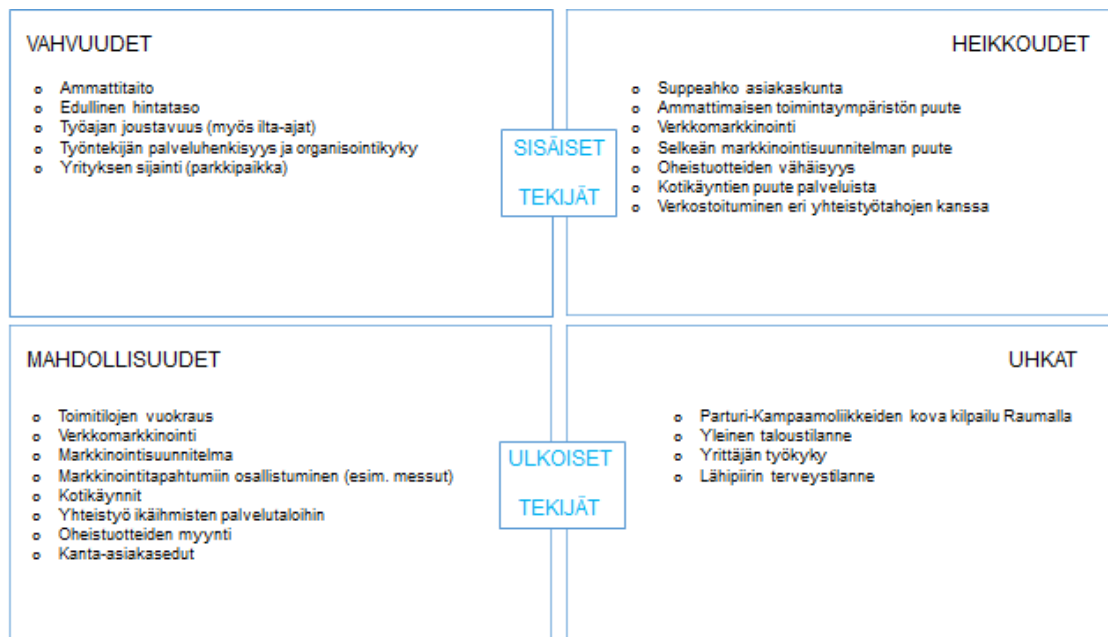 VAHVUUDET
o Ammattitaito
o Edullinen hintataso
o Työajan joustavuus (myös ilta-ajat)
o Työntekijän palveluhenkisyys ja organisointikyky
o Yrityksen sijainti (parkkipaikka)
HEIKKOUDET
o Suppeahko asiakaskunta
o Ammattimaisen toimintaympäristön puute
o Verkkomarkkinointi
o Selkeän markkinointisuunnitelman puute
o Oheistuotteiden vähäisyys
o Kotikäyntien puute palveluista
o Verkostoituminen eri yhteistyötahojen kanssa
SISÄISET
TEKIJÄT
MAHDOLLISUUDET
o Toimitilojen vuokraus
o Verkkomarkkinointi
o Markkinointisuunnitelma
o Markkinointitapahtumiin osallistuminen (esim. messut)
o Kotikäynnit
o Yhteistyö ikäihmisten palvelutaloihin
o Oheistuotteiden myynti
o Kanta-asiakasedut
UHKAT
o Parturi-Kampaamoliikkeiden kova kilpailu Raumalla
o Yleinen taloustilanne
o Yrittäjän työkyky
o Lähipiirin terveystilanne
ULKOISET
TEKIJÄT